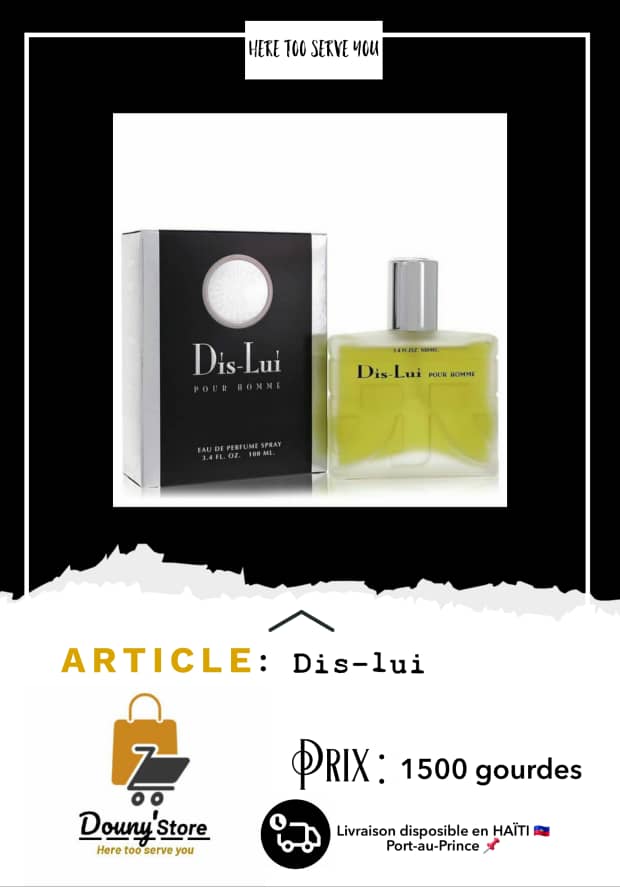 HERE TOO SERVE YOU
Dis-Lui
POUR HOMME
EAU DE PERFUME SPRAY
3.4 FL. OZ. 100 ML.
Dis-Lui POUR HOMME
ARTICLE: Dis-lui
PRIX: 1500 gourdes
Douny'Store
Here too serve you
Livraison disposible en HAÏTI 🇭🇹
Port-au-Prince 📌